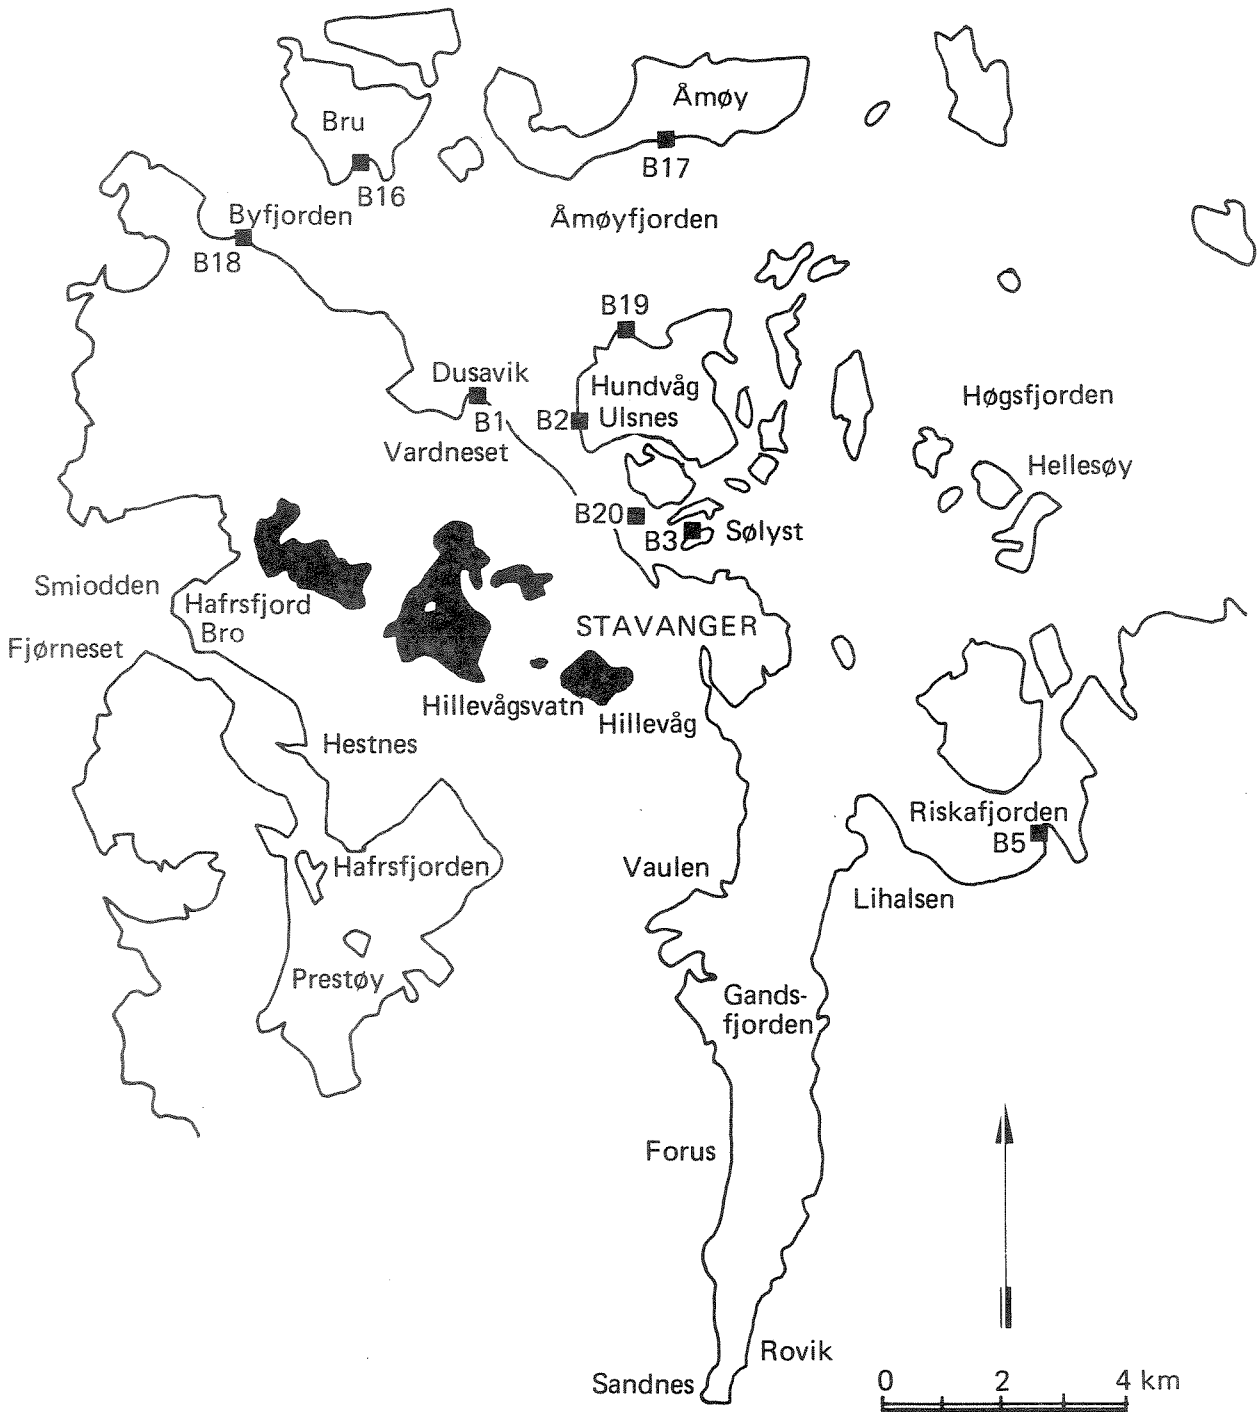 Åmøy
Bru
B17
B16
Byfjorden
Åmøyfjorden
B18
B19
Dusavik
Hundvåg
Høgsfjorden
B1
B2
Ulsnes
Vardneset
Hellesøy
B20
B3
Sølyst
Smiodden
Hafrsfjord
Bro
STAVANGER
Fjørneset
Hillevågsvatn
Hillevåg
Hestnes
Riskafjorden
B5
Vaulen
Hafrsfjorden
Lihalsen
Prestøy
Gands-
fjorden
Forus
Rovik
Sandnes
0 2 4 km